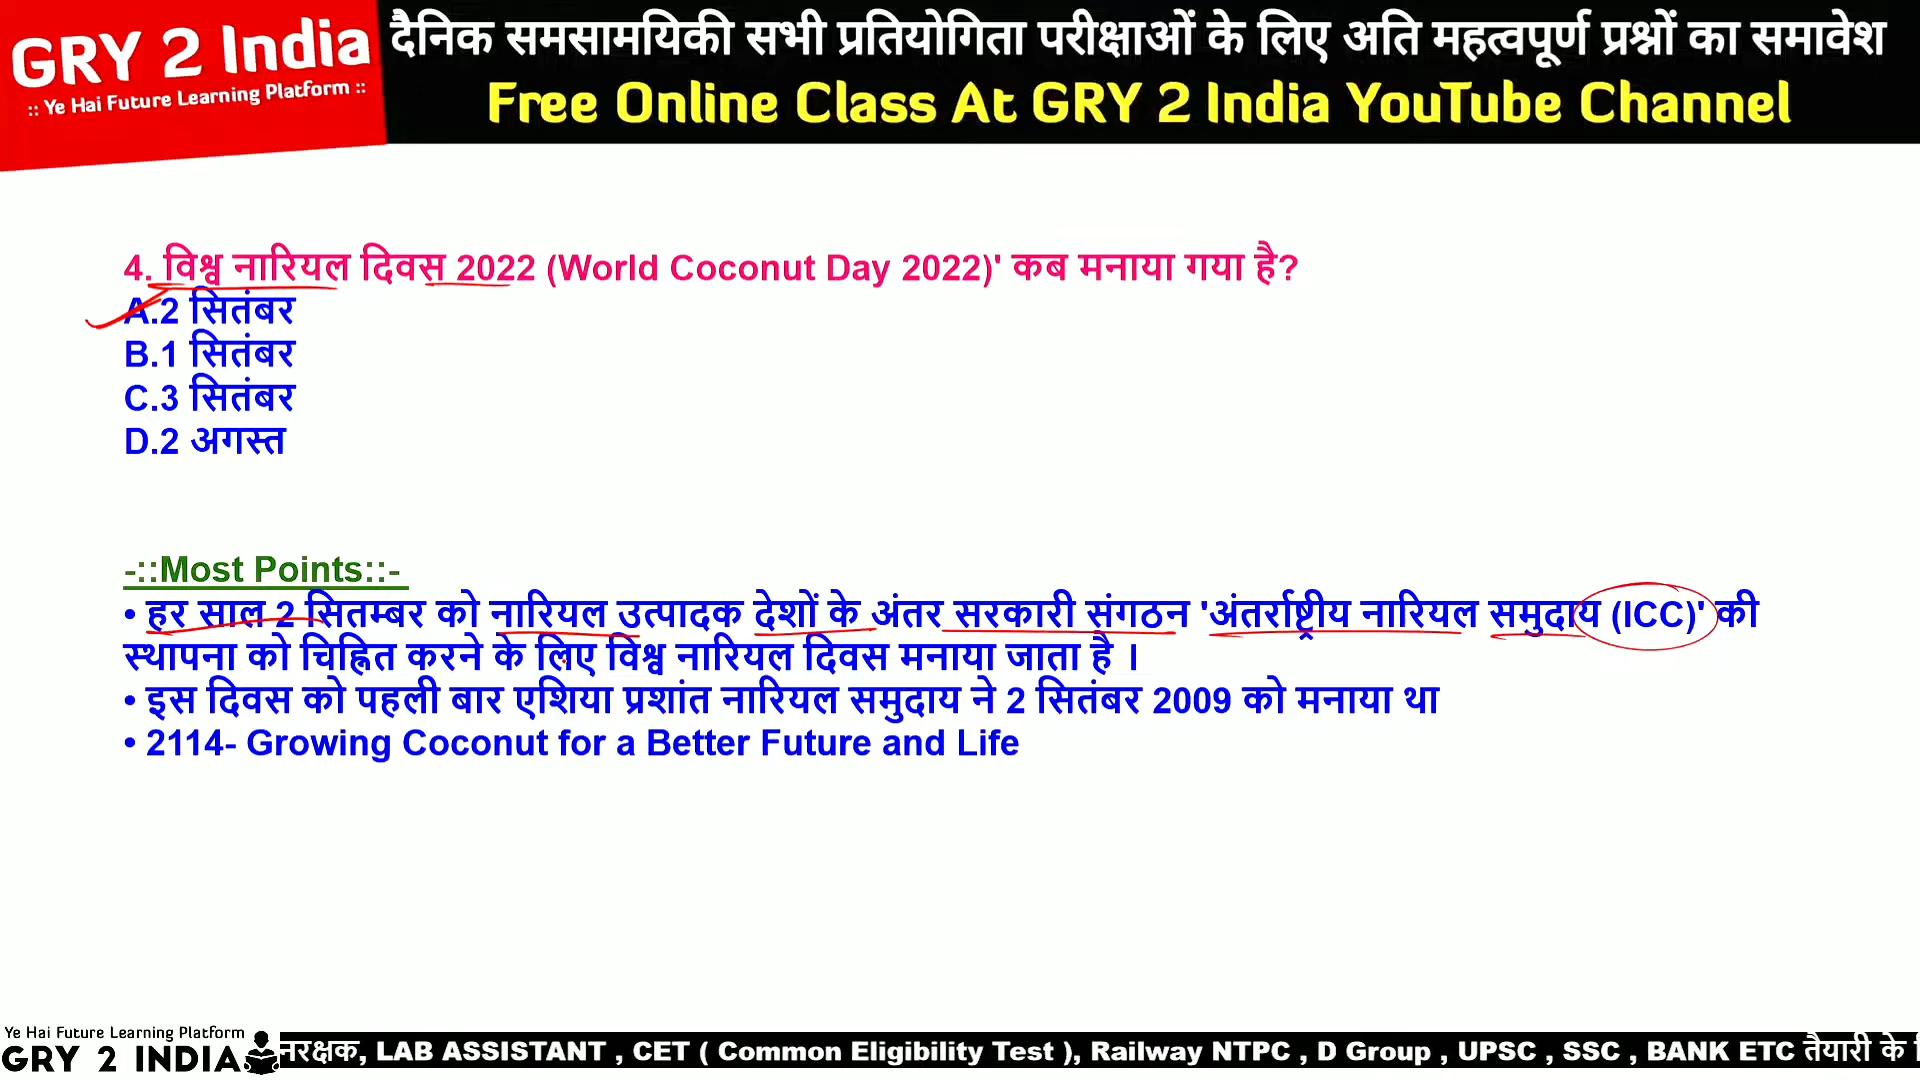 GRY 2 India
:: Ye Hai Future Learning Platform ::
दैनिक समसामयिकी सभी प्रतियोगिता परीक्षाओं के लिए अति महत्वपूर्ण प्रश्नों का समावेश
Free Online Class At GRY 2 India YouTube Channel
4. विश्व नारियल दिवस 2022 (World Coconut Day 2022)' कब मनाया गया है?
A.2 सितंबर
B.1 सितंबर
C.3 सितंबर
D.2 अगस्त
-::Most Points::-
• हर साल 2 सितम्बर को नारियल उत्पादक देशों के अंतर सरकारी संगठन 'अंतर्राष्ट्रीय नारियल समुदाय (ICC)' की
स्थापना को चिह्नित करने के लिए विश्व नारियल दिवस मनाया जाता है ।
• इस दिवस को पहली बार एशिया प्रशांत नारियल समुदाय ने 2 सितंबर 2009 को मनाया था
• 2114- Growing Coconut for a Better Future and Life
Ye Hai Future Learning Platform
GRY 2 INDIA
नरक्षक, LAB ASSISTANT , CET ( Common Eligibility Test ), Railway NTPC , D Group , UPSC , SSC , BANK ETC तैयारी के